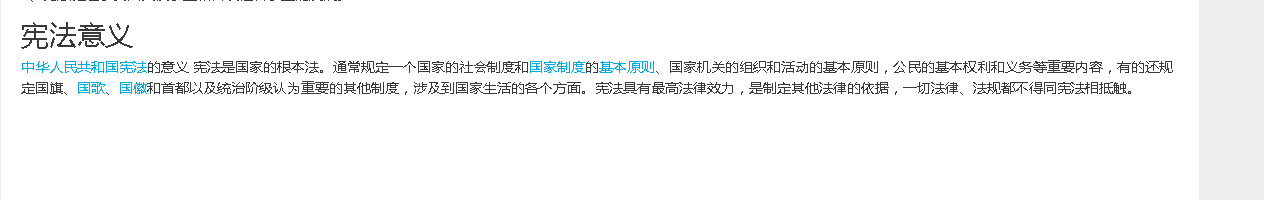 宪法意义
中华人民共和国宪法的意义 宪法是国家的根本法。通常规定一个国家的社会制度和国家制度的基本原则、国家机关的组织和活动的基本原则，公民的基本权利和义务等重要内容，有的还规
定国旗、国歌、国徽和首都以及统治阶级认为重要的其他制度，涉及到国家生活的各个方面。宪法具有最高法律效力，是制定其他法律的依据，一切法律、法规都不得同宪法相抵触。